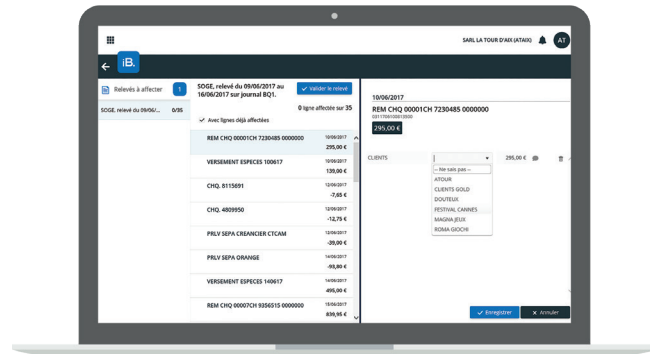 SARL LA TOUR D'AIX (ATAIX)
AT
iB.
Relevés à affecter
1
SOGE, relevé du 09/06/... 0/35
SOGE, relevé du 09/06/2017 au
16/06/2017 sur journal BQ1.
Valider le relevé
0 ligne affectée sur 35
Avec lignes déjà affectées
REM CHQ 00001CH 7230485 0000000 10/06/2017
295,00 €
VERSEMENT ESPECES 100617 10/06/2017
139,00 €
CHQ. 8115691 12/06/2017
-7,65 €
CHQ. 4809950 12/06/2017
-12,75 €
PRLV SEPA CREANCIER CTCAM 12/06/2017
-39,00 €
PRLV SEPA ORANGE 14/06/2017
-93,80 €
VERSEMENT ESPECES 140617 14/06/2017
495,00 €
REM CHQ 00007CH 9356515 0000000 15/06/2017
839,95 €
10/06/2017
REM CHQ 00001CH 7230485 0000000
295,00 €
CLIENTS
295,00 €
-- Ne sais pas --
ATOUR
CLIENTS GOLD
DOUTEUX
FESTIVAL CANNES
MAGNA JEUX
ROMA GIOCHI
Enregistrer
Annuler